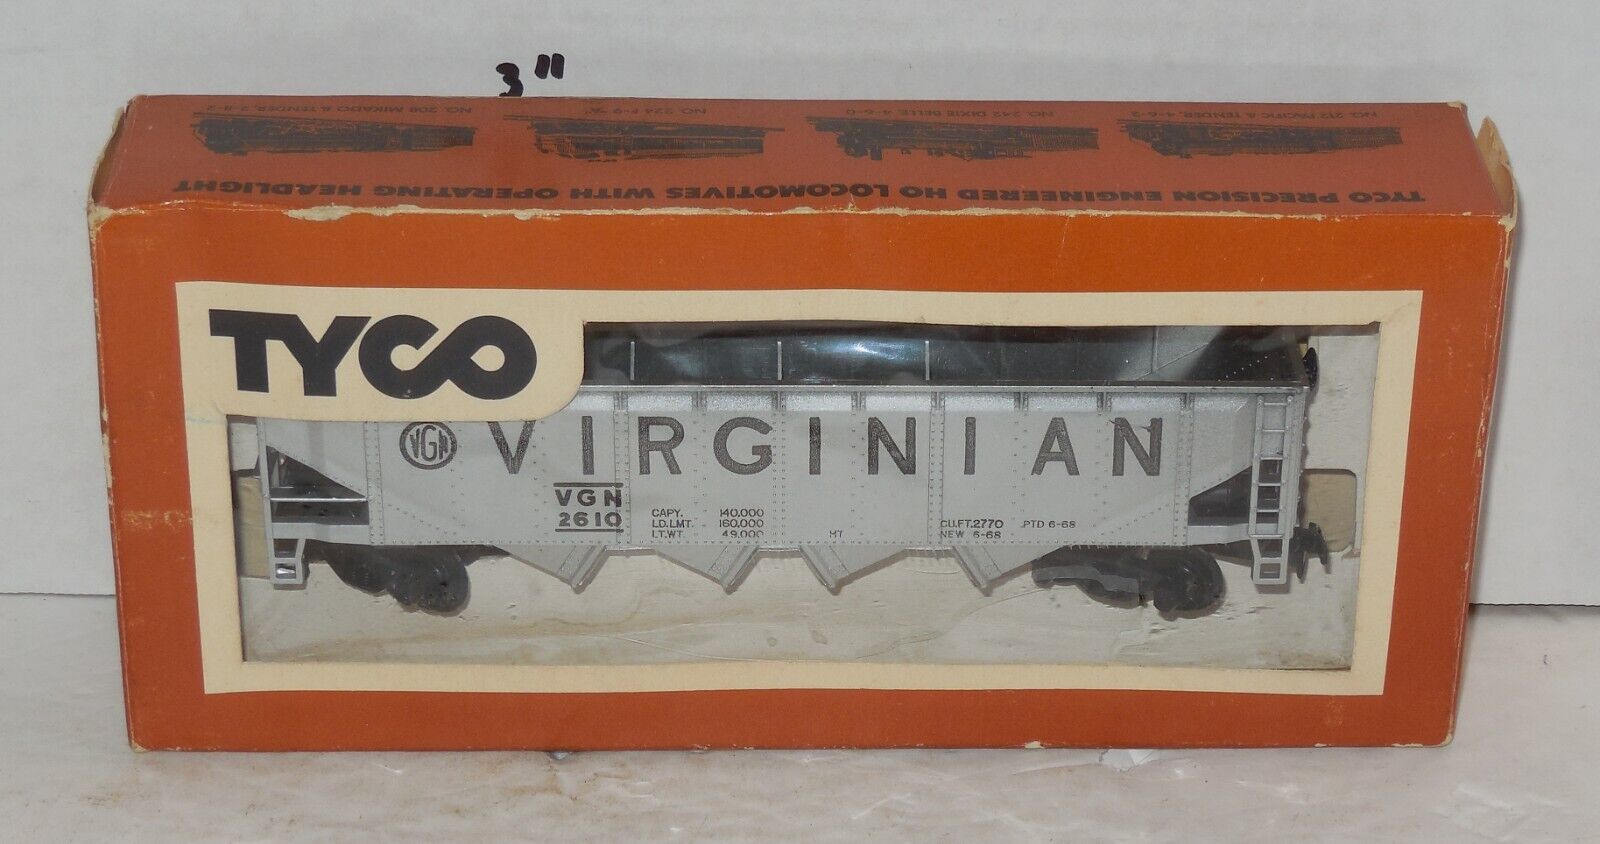 3"
NO. 208 MIKADO & TENDER, 2-8-2
NO. 224 F-9 "A"
NO. 242 DIXIE BELLE, 4-6-0
NO. 212 PACIFIC & TENDER, 4-6-2
TYCO PRECISION ENGINEERED HO LOCOMOTIVES WITH OPERATING HEADLIGHT
TYCO
VGN VIRGINIAN
VGN
2610
CAPY. 140,000
LD.LMT. 160,000
LT.WT. 49,000
HT
CU.FT.2770 PTD 6-68
NEW 6-68